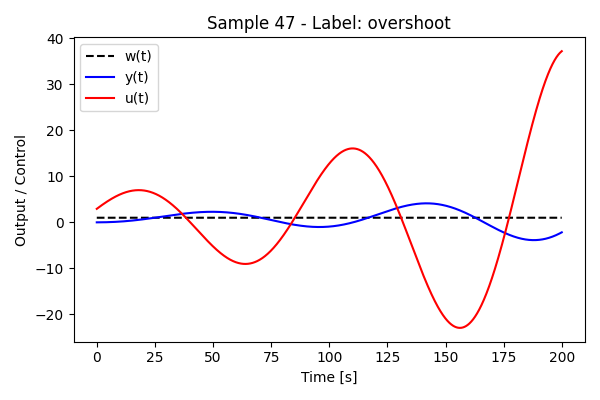 Sample 47 - Label: overshoot
w(t)
y(t)
u(t)
Output / Control
40
30
20
10
0
−10
−20
0
25
50
75
100
125
150
175
200
Time [s]